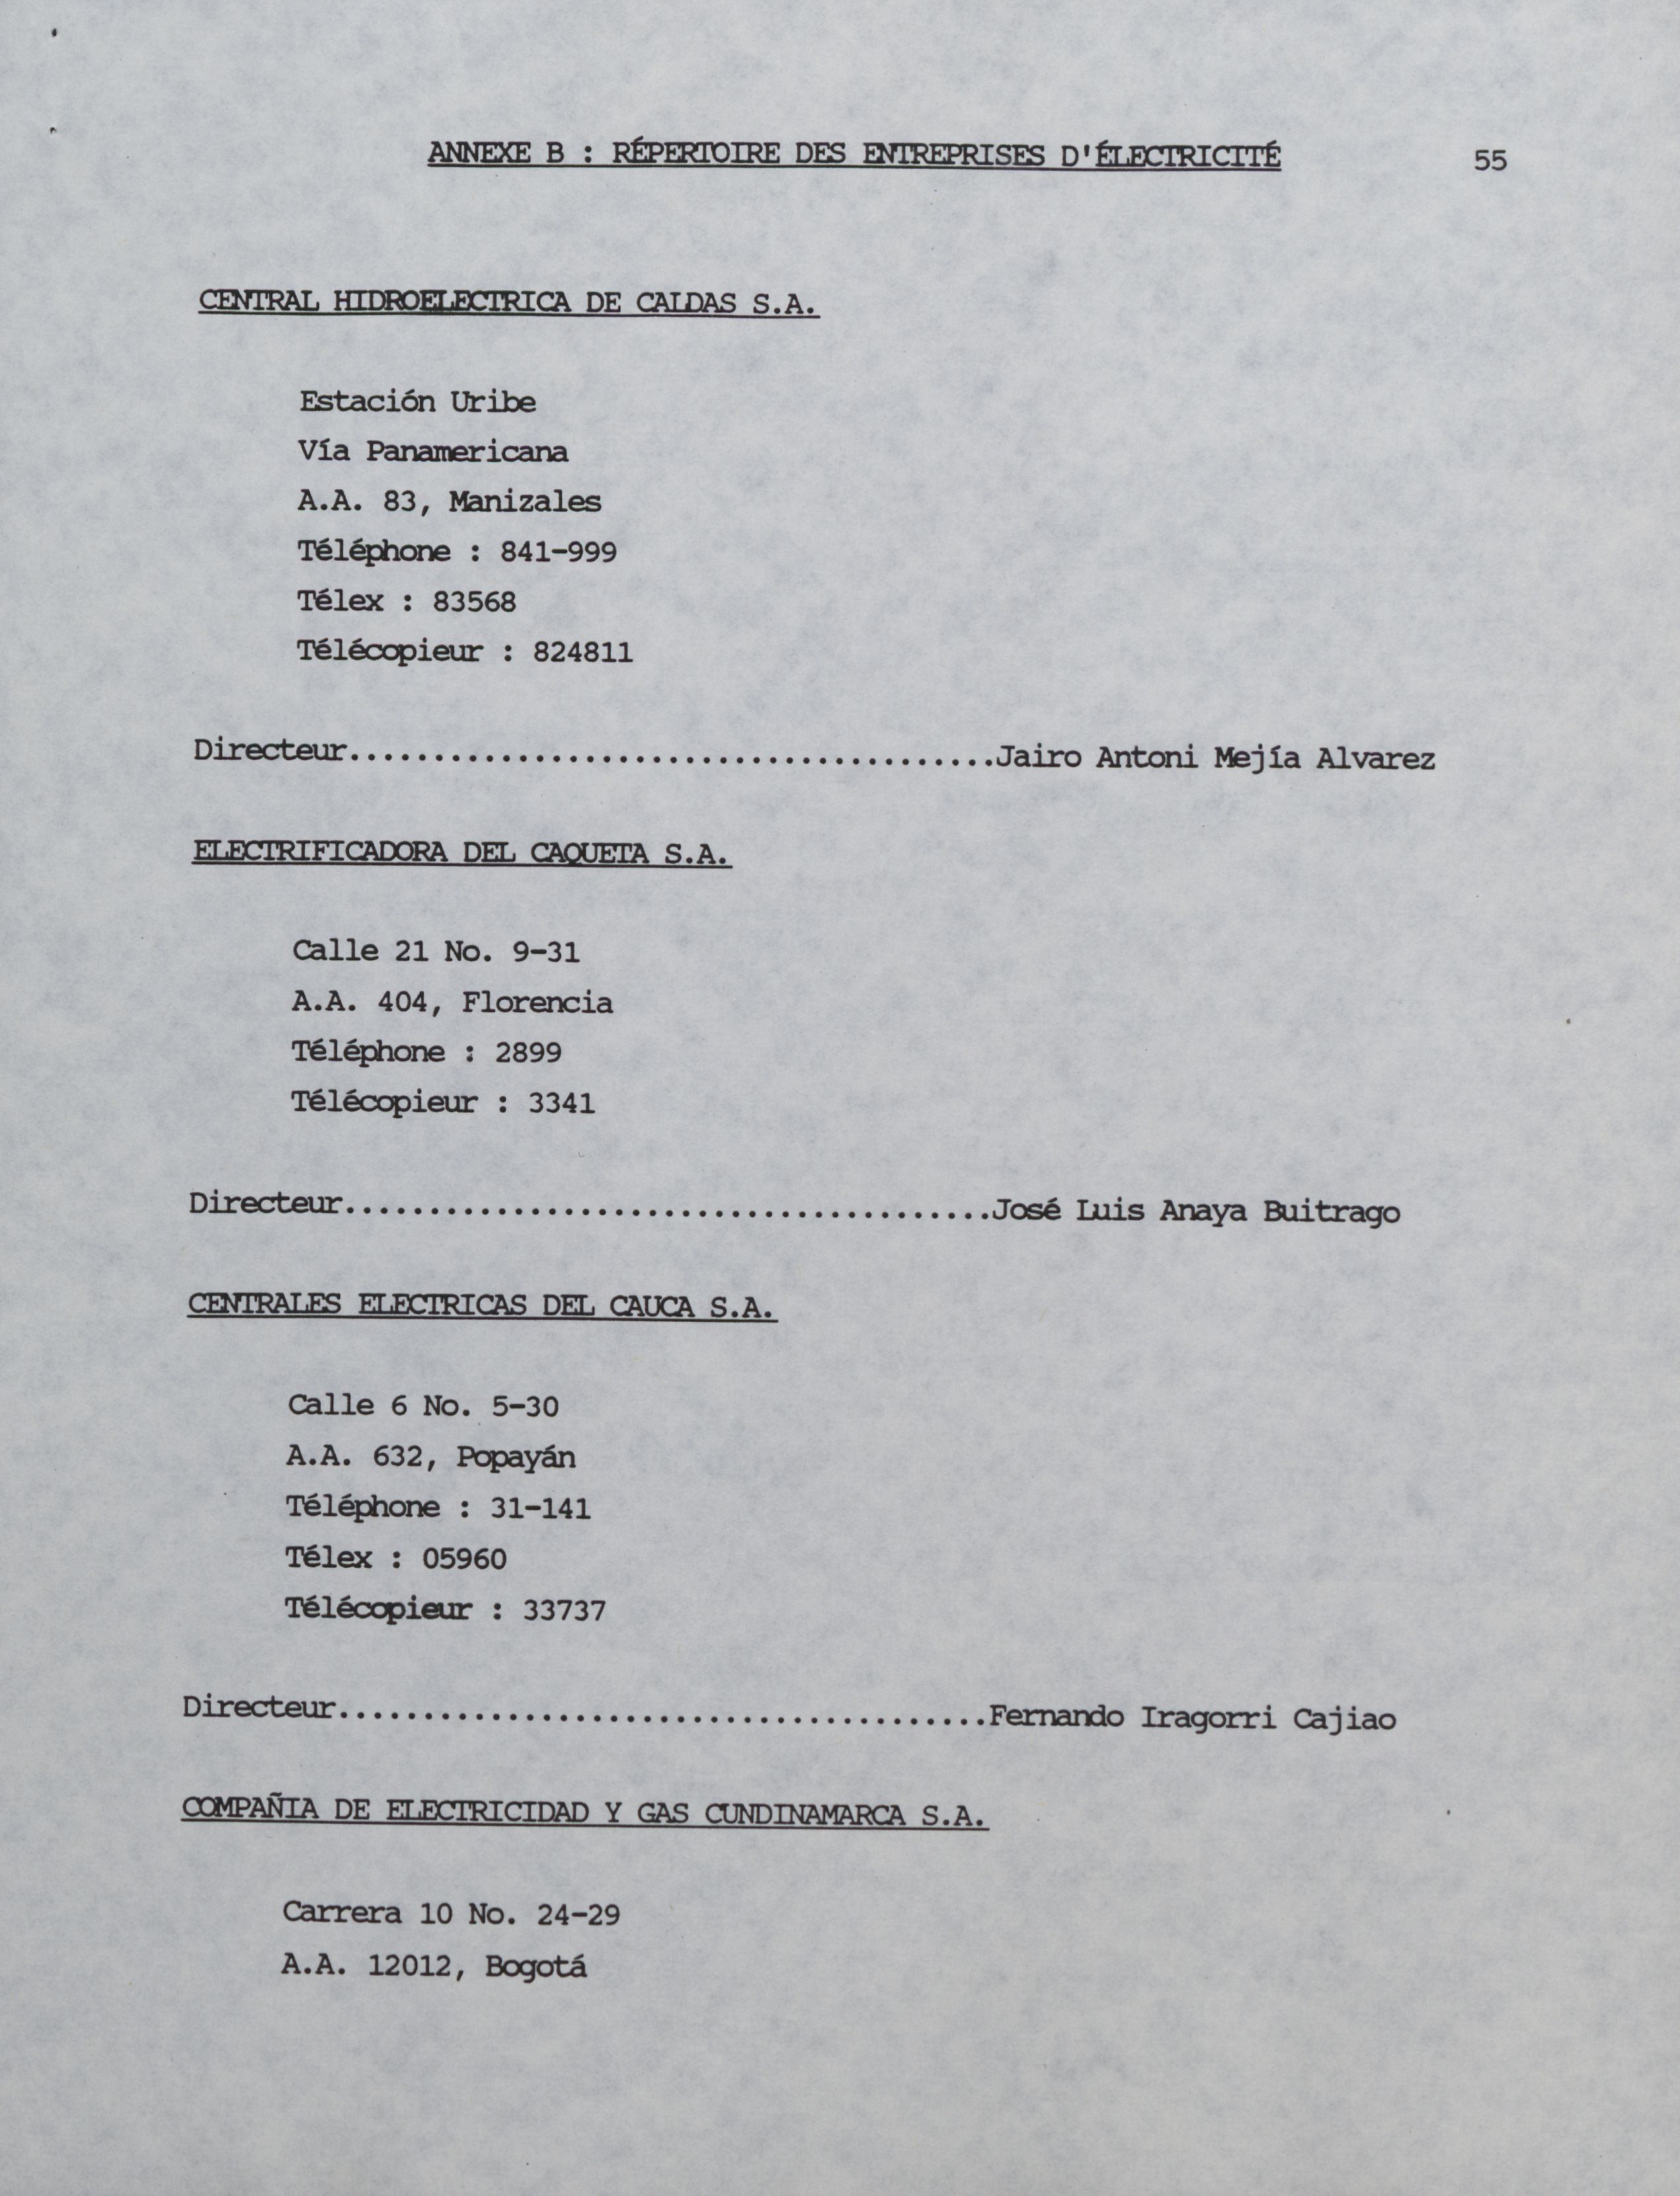 ANNEXE B : RÉPERTOIRE DES ENTREPRISES D'ÉLECTRICITÉ 55
CENTRAL HIDROELECTRICA DE CALDAS S.A.
Estación Uribe
Vía Panamericana
A.A. 83, Manizales
Téléphone : 841-999
Télex : 83568
Télécopieur : 824811
Directeur.......................................Jairo Antoni Mejía Alvarez
ELECTRIFICADORA DEL CAQUETA S.A.
Calle 21 No. 9-31
A.A. 404, Florencia
Téléphone : 2899
Télécopieur : 3341
Directeur.......................................José Luis Anaya Buitrago
CENTRALES ELECTRICAS DEL CAUCA S.A.
Calle 6 No. 5-30
A.A. 632, Popayán
Téléphone : 31-141
Télex : 05960
Télécopieur : 33737
Directeur.......................................Fernando Iragorri Cajiao
COMPAÑIA DE ELECTRICIDAD Y GAS CUNDINAMARCA S.A.
Carrera 10 No. 24-29
A.A. 12012, Bogotá